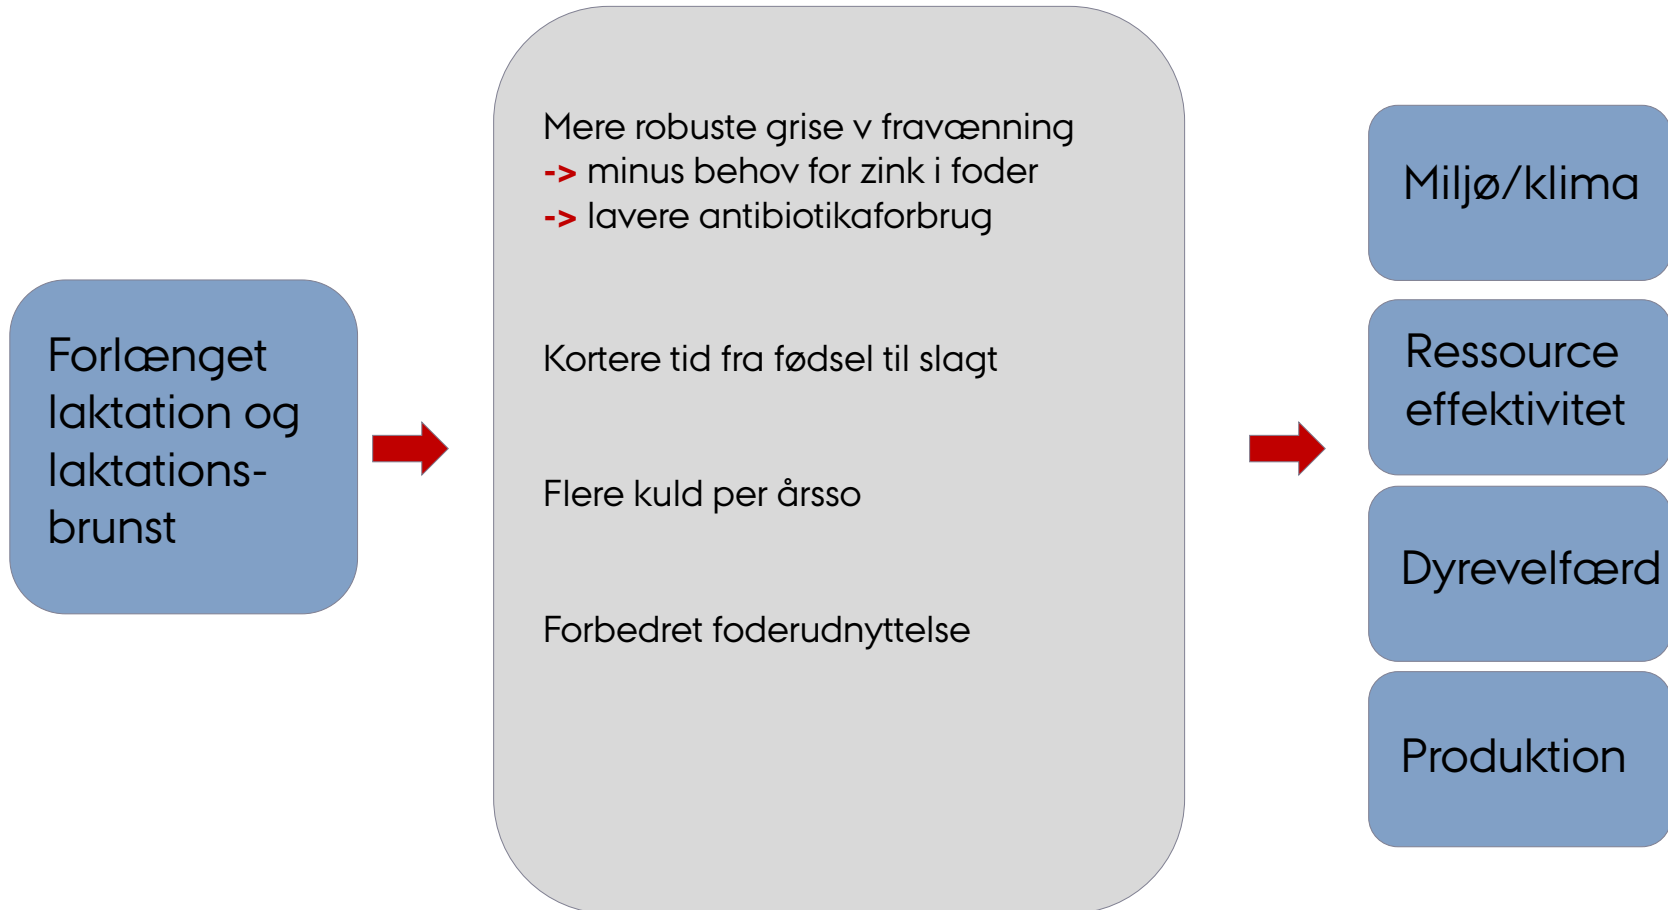 Forlænget
laktation og
laktations-
brunst
Mere robuste grise v fravænning
-> minus behov for zink i foder
-> lavere antibiotikaforbrug
Kortere tid fra fødsel til slagt
Flere kuld per årsso
Forbedret foderudnyttelse
Miljø/klima
Ressource
effektivitet
Dyrevelfærd
Produktion